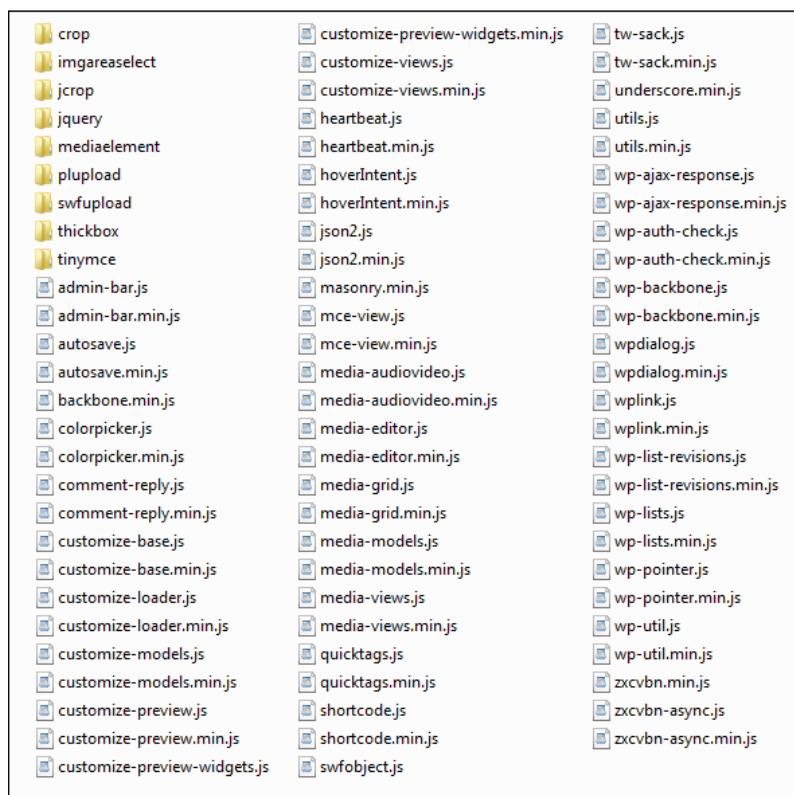 crop
imgareaselect
jcrop
jquery
mediaelement
plupload
swfupload
thickbox
tinymce
admin-bar.js
admin-bar.min.js
autosave.js
autosave.min.js
backbone.min.js
colorpicker.js
colorpicker.min.js
comment-reply.js
comment-reply.min.js
customize-base.js
customize-base.min.js
customize-loader.js
customize-loader.min.js
customize-models.js
customize-models.min.js
customize-preview.js
customize-preview.min.js
customize-preview-widgets.js
customize-preview-widgets.min.js
customize-views.js
customize-views.min.js
heartbeat.js
heartbeat.min.js
hoverIntent.js
hoverIntent.min.js
json2.js
json2.min.js
masonry.min.js
mce-view.js
mce-view.min.js
media-audiovideo.js
media-audiovideo.min.js
media-editor.js
media-editor.min.js
media-grid.js
media-grid.min.js
media-models.js
media-models.min.js
media-views.js
media-views.min.js
quicktags.js
quicktags.min.js
shortcode.js
shortcode.min.js
swfobject.js
tw-sack.js
tw-sack.min.js
underscore.min.js
utils.js
utils.min.js
wp-ajax-response.js
wp-ajax-response.min.js
wp-auth-check.js
wp-auth-check.min.js
wp-backbone.js
wp-backbone.min.js
wpdialog.js
wpdialog.min.js
wplink.js
wplink.min.js
wp-list-revisions.js
wp-list-revisions.min.js
wp-lists.js
wp-lists.min.js
wp-pointer.js
wp-pointer.min.js
wp-util.js
wp-util.min.js
zxcvbn.min.js
zxcvbn-async.js
zxcvbn-async.min.js